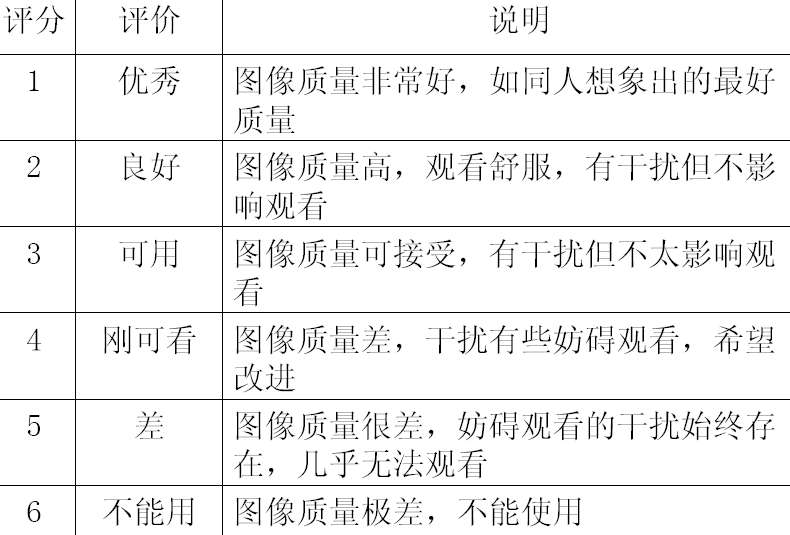 评分 评价 说明
1 优秀 图像质量非常好，如同人想象出的最好
质量
2 良好 图像质量高，观看舒服，有干扰但不影
响观看
3 可用 图像质量可接受，有干扰但不太影响观
看
4 刚可看 图像质量差，干扰有些妨碍观看，希望
改进
5 差 图像质量很差，妨碍观看的干扰始终存
在，几乎无法观看
6 不能用 图像质量极差，不能使用